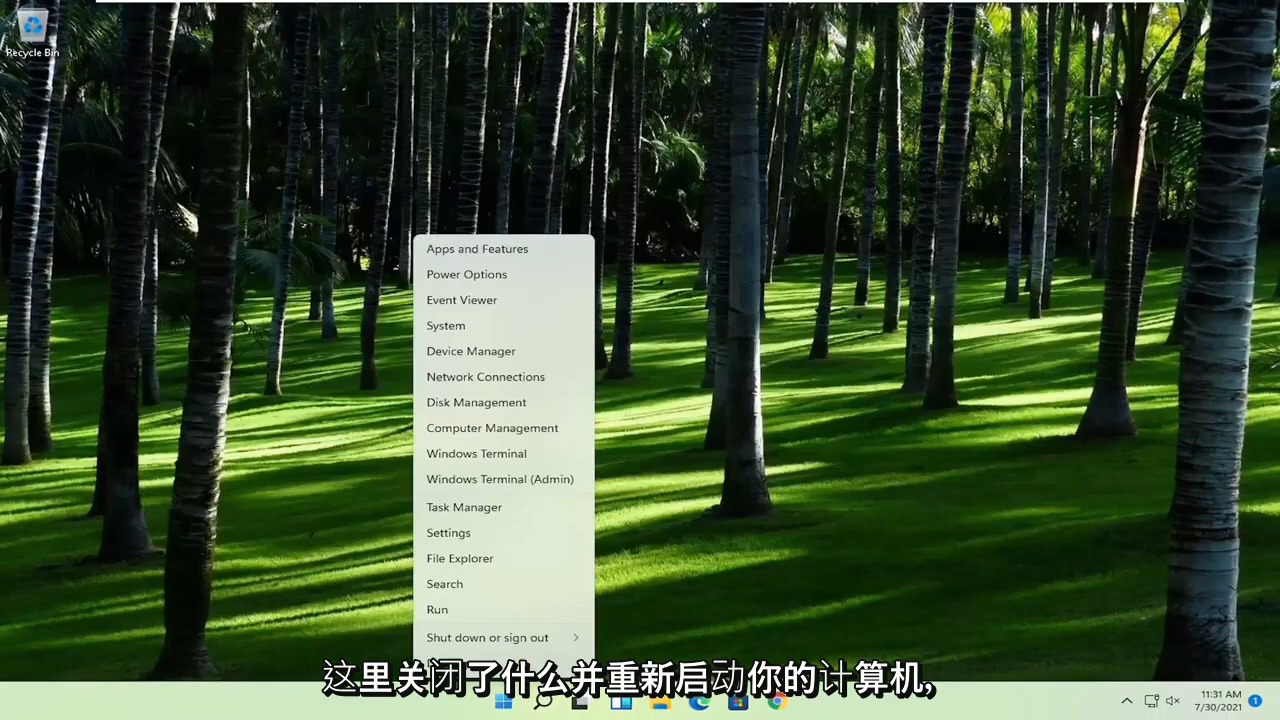 Recycle Bin
Apps and Features
Power Options
Event Viewer
System
Device Manager
Network Connections
Disk Management
Computer Management
Windows Terminal
Windows Terminal (Admin)
Task Manager
Settings
File Explorer
Search
Run
Shut down or sign out
这里关闭了什么并重新启动你的计算机,
11:31 AM
7/30/2021
1